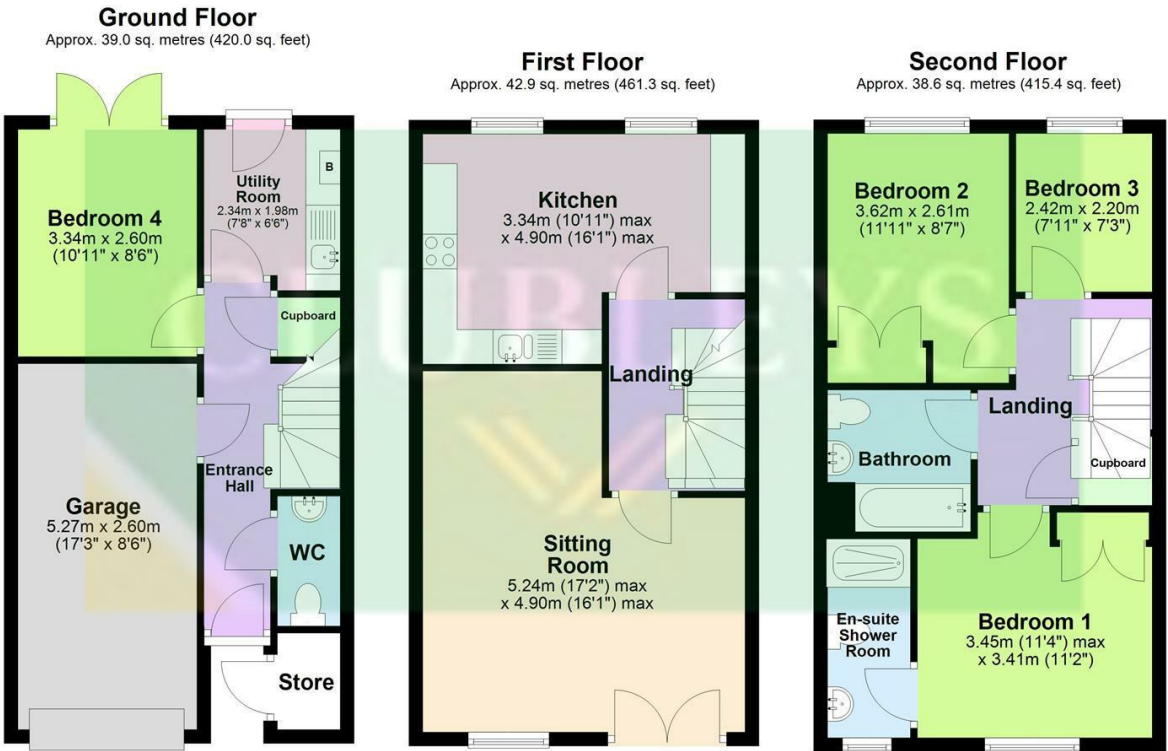 Ground Floor
Approx. 39.0 sq. metres (420.0 sq. feet)
Bedroom 4
3.34m x 2.60m
(10'11" x 8'6")
Utility
Room
2.34m x 1.98m
(7'8" x 6'6")
B
Cupboard
Entrance
Hall
Garage
5.27m x 2.60m
(17'3" x 8'6")
WC
Store
First Floor
Approx. 42.9 sq. metres (461.3 sq. feet)
Kitchen
3.34m (10'11") max
x 4.90m (16'1") max
Landing
Sitting
Room
5.24m (17'2") max
x 4.90m (16'1") max
Second Floor
Approx. 38.6 sq. metres (415.4 sq. feet)
Bedroom 2
3.62m x 2.61m
(11'11" x 8'7")
Bedroom 3
2.42m x 2.20m
(7'11" x 7'3")
Landing
Bathroom
Cupboard
En-suite
Shower
Room
Bedroom 1
3.45m (11'4") max
x 3.41m (11'2")
CLUBLEYS